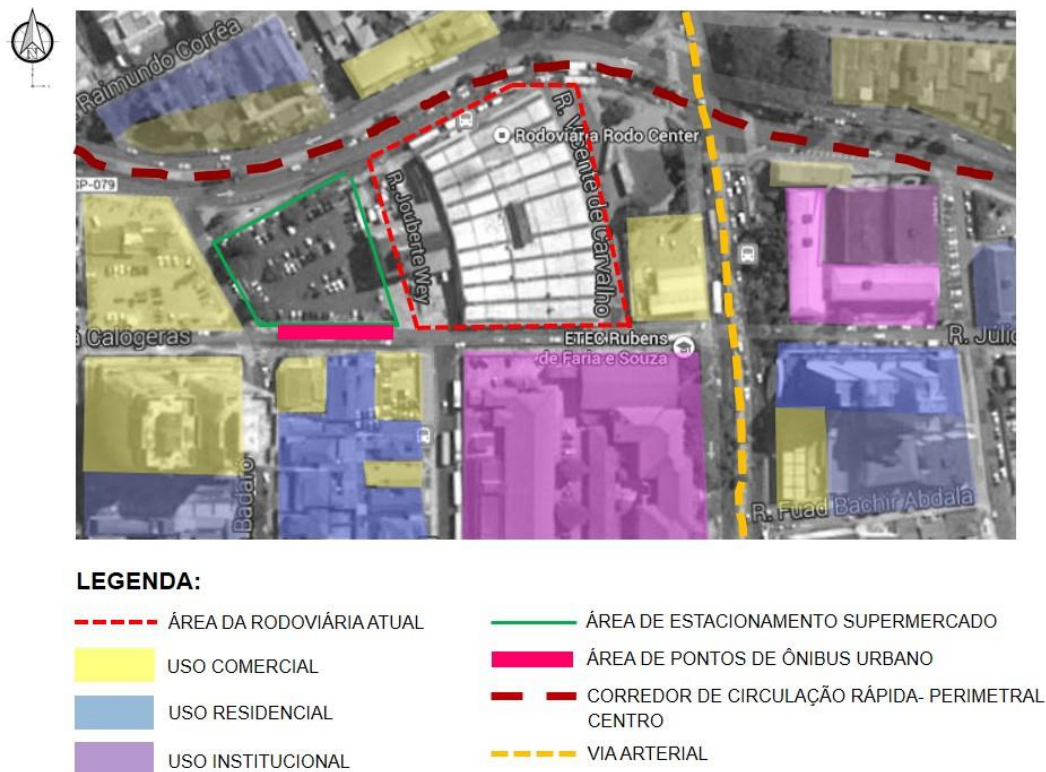 N
Raimundo Corrêa
Rodoviária Rodo Center
R. Vicente de Carvalho
SP-079
R. Jouberte Wey
á Calógeras
ETEC Rubens
de Faria e Souza
R. Júlio
Badaró
R. Fuad Bachir Abdala
LEGENDA:
ÁREA DA RODOVIÁRIA ATUAL
USO COMERCIAL
USO RESIDENCIAL
USO INSTITUCIONAL
ÁREA DE ESTACIONAMENTO SUPERMERCADO
ÁREA DE PONTOS DE ÔNIBUS URBANO
CORREDOR DE CIRCULAÇÃO RÁPIDA- PERIMETRAL
CENTRO
VIA ARTERIAL